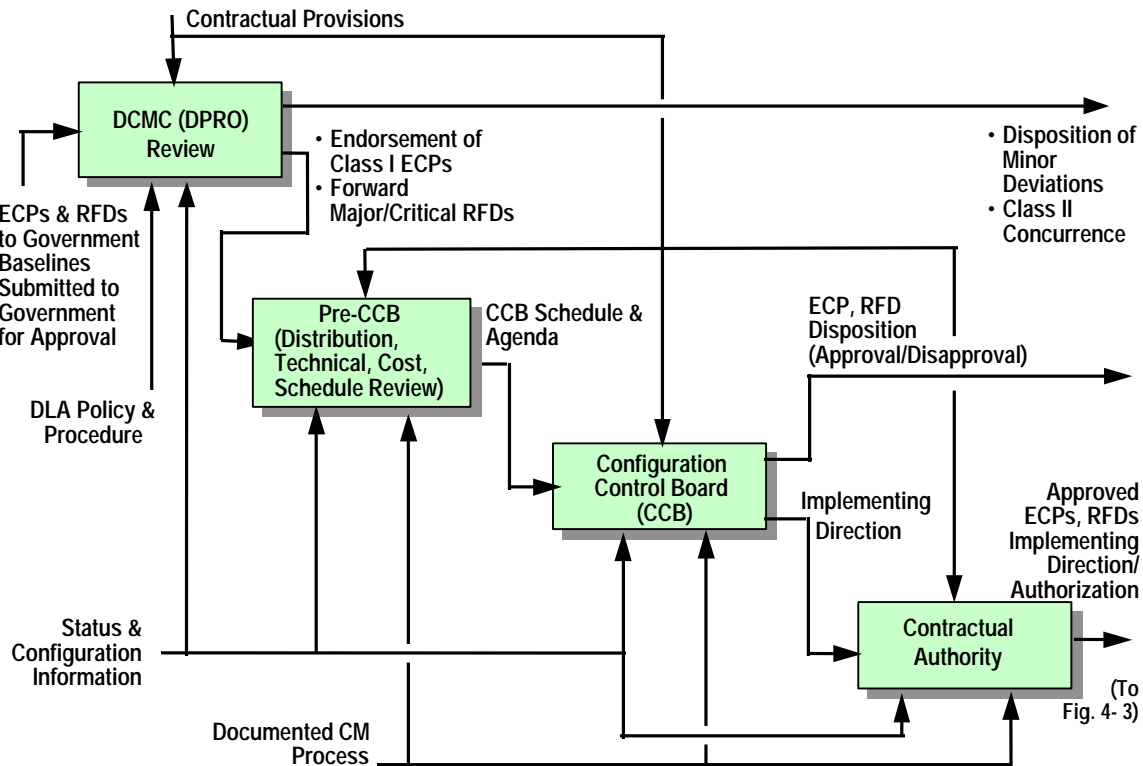 Contractual Provisions
DCMC (DPRO)
Review
• Endorsement of
Class I ECPs
• Forward
Major/Critical RFDs
• Disposition of
Minor
Deviations
• Class II
Concurrence
ECPs & RFDs
to Government
Baselines
Submitted to
Government
for Approval
Pre-CCB
(Distribution,
Technical, Cost,
Schedule Review)
CCB Schedule &
Agenda
ECP, RFD
Disposition
(Approval/Disapproval)
DLA Policy &
Procedure
Configuration
Control Board
(CCB)
Implementing
Direction
Approved
ECPs, RFDs
Implementing
Direction/
Authorization
Contractual
Authority
Status &
Configuration
Information
(To
Fig. 4- 3)
Documented CM
Process